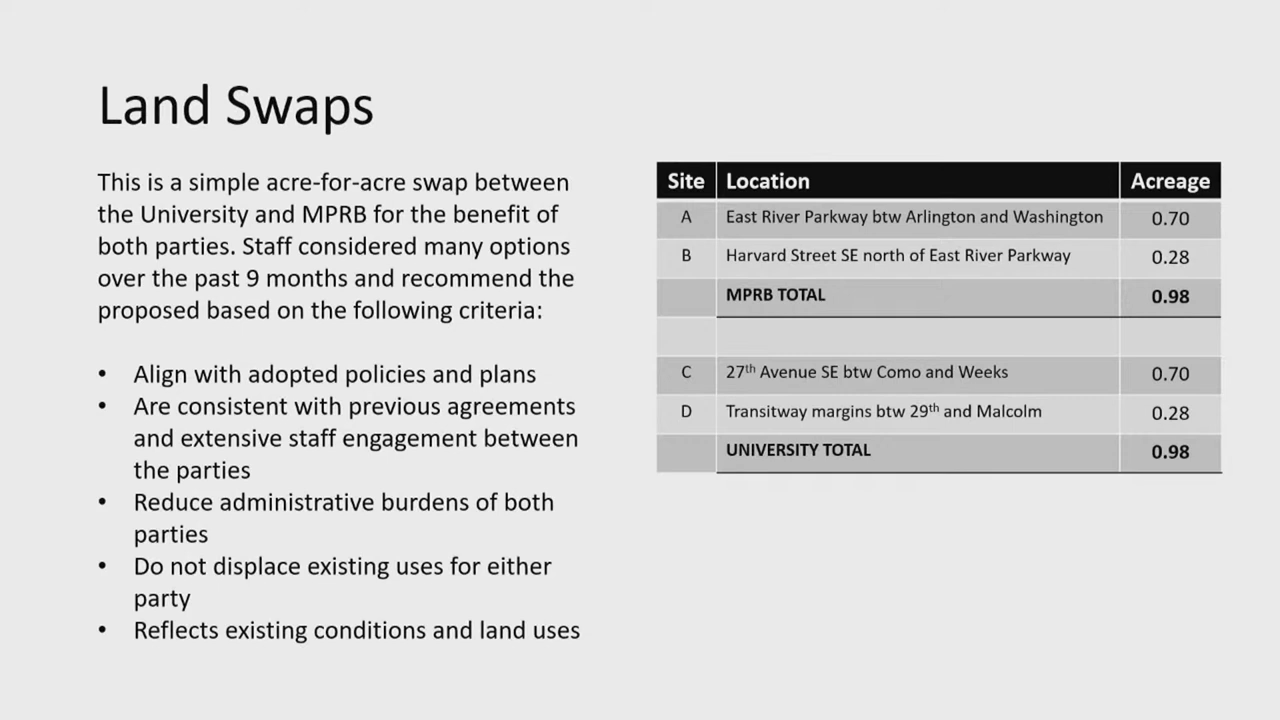 Land Swaps
This is a simple acre-for-acre swap between
the University and MPRB for the benefit of
both parties. Staff considered many options
over the past 9 months and recommend the
proposed based on the following criteria:
• Align with adopted policies and plans
• Are consistent with previous agreements
and extensive staff engagement between
the parties
• Reduce administrative burdens of both
parties
• Do not displace existing uses for either
party
• Reflects existing conditions and land uses
Site Location Acreage
A East River Parkway btw Arlington and Washington 0.70
B Harvard Street SE north of East River Parkway 0.28
MPRB TOTAL 0.98
C 27th Avenue SE btw Como and Weeks 0.70
D Transitway margins btw 29th and Malcolm 0.28
UNIVERSITY TOTAL 0.98